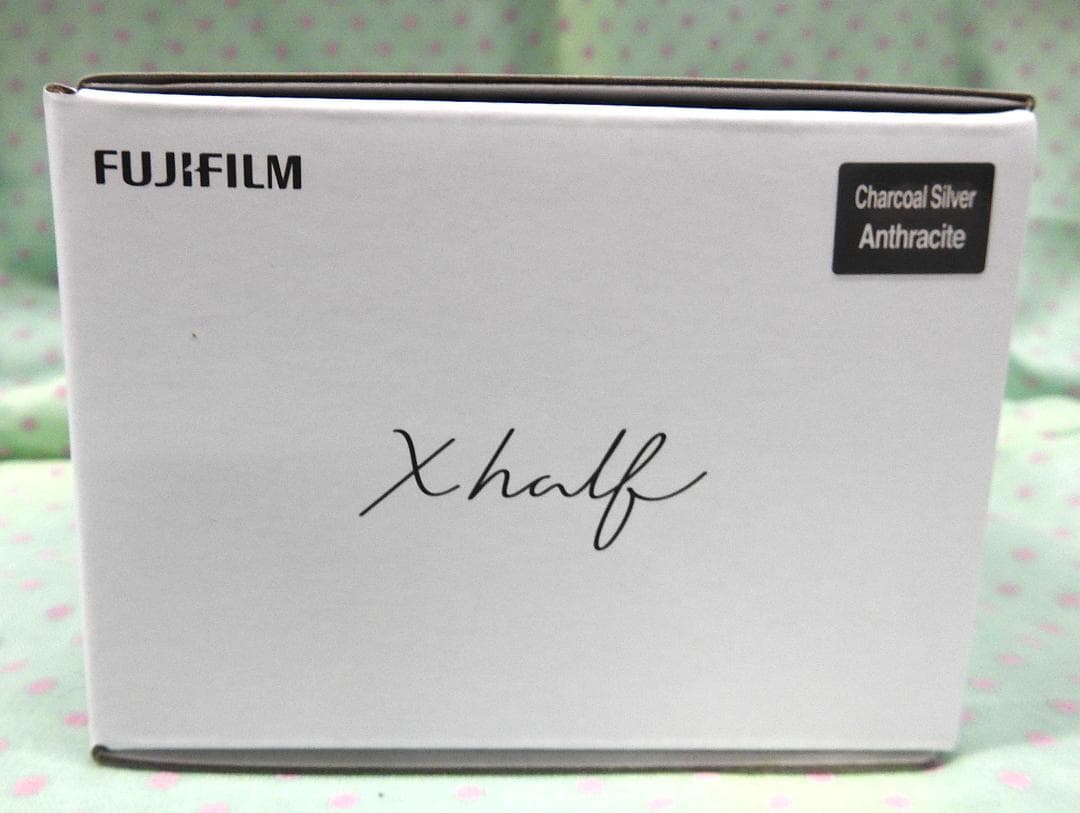 FUJIFILM
Charcoal Silver
Anthracite
X half